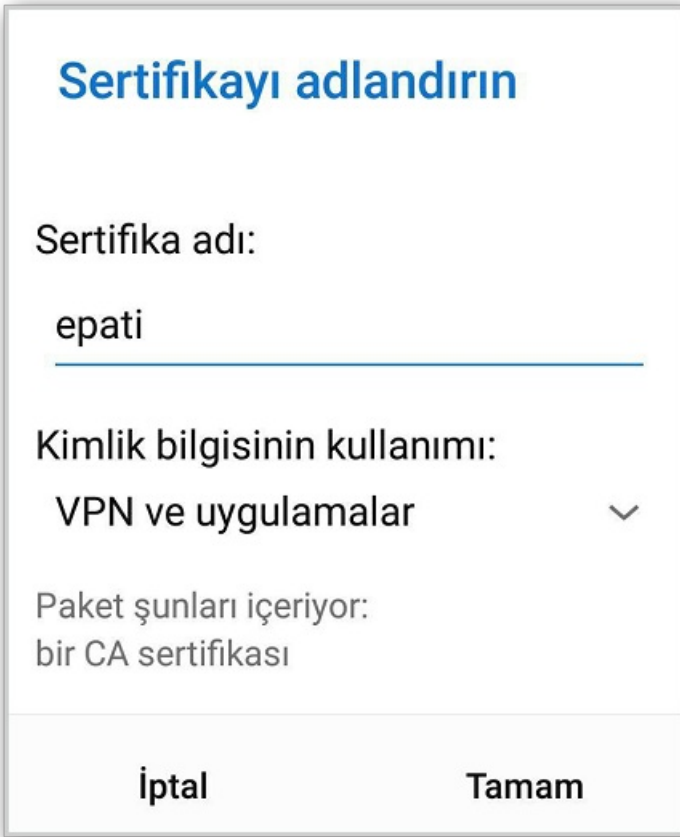 Sertifikayı adlandırın
Sertifika adı:
epati
Kimlik bilgisinin kullanımı:
VPN ve uygulamalar
Paket şunları içeriyor:
bir CA sertifikası
İptal Tamam